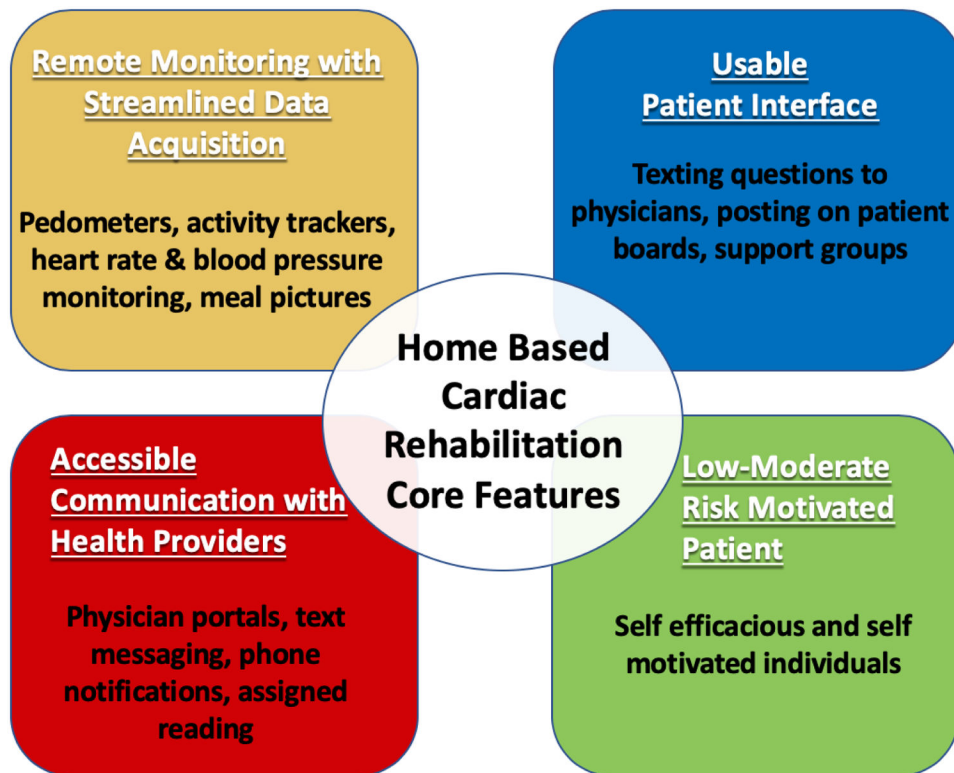 Remote Monitoring with
Streamlined Data
Acquisition
Pedometers, activity trackers,
heart rate & blood pressure
monitoring, meal pictures
Usable
Patient Interface
Texting questions to
physicians, posting on patient
boards, support groups
Home Based
Cardiac
Rehabilitation
Core Features
Accessible
Communication with
Health Providers
Physician portals, text
messaging, phone
notifications, assigned
reading
Low-Moderate
Risk Motivated
Patient
Self efficacious and self
motivated individuals